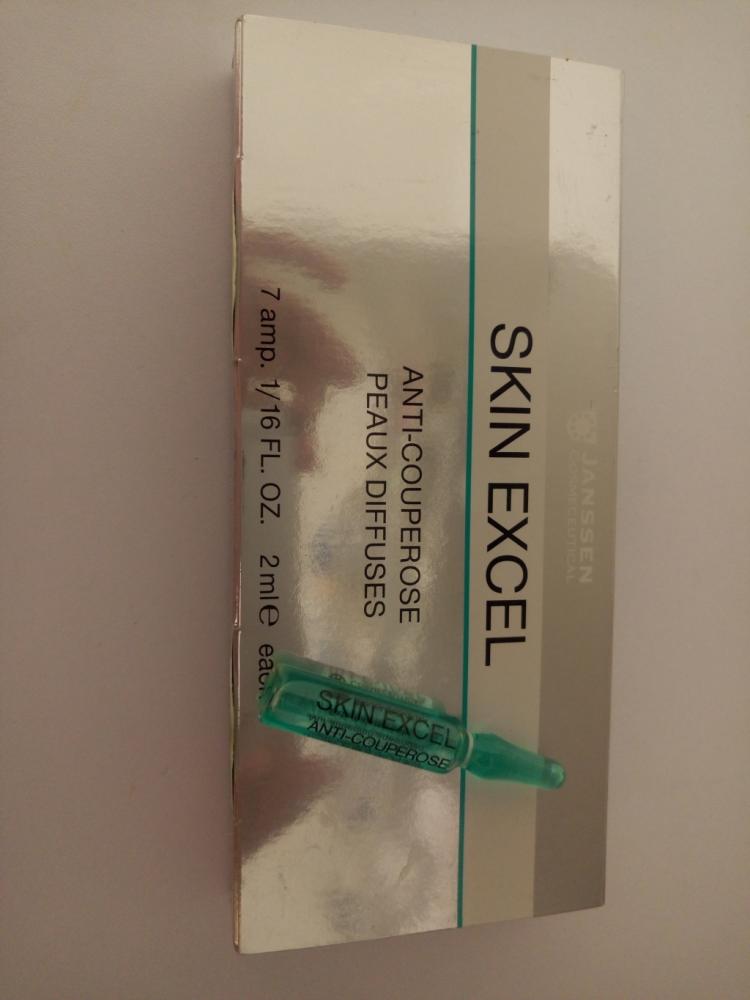 JANSSEN
COSMECEUTICAL
SKIN EXCEL
ANTI-COUPEROSE
PEAUX DIFFUSES
7 amp. 1/16 FL. OZ. 2 ml e each
SKIN EXCEL
ANTI-COUPEROSE